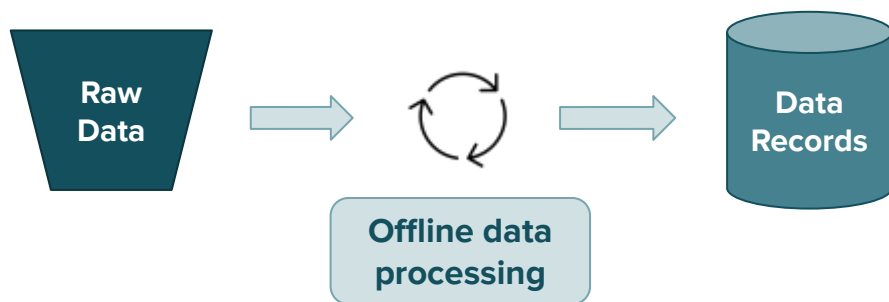 Raw
Data
Data
Records
Offline data
processing